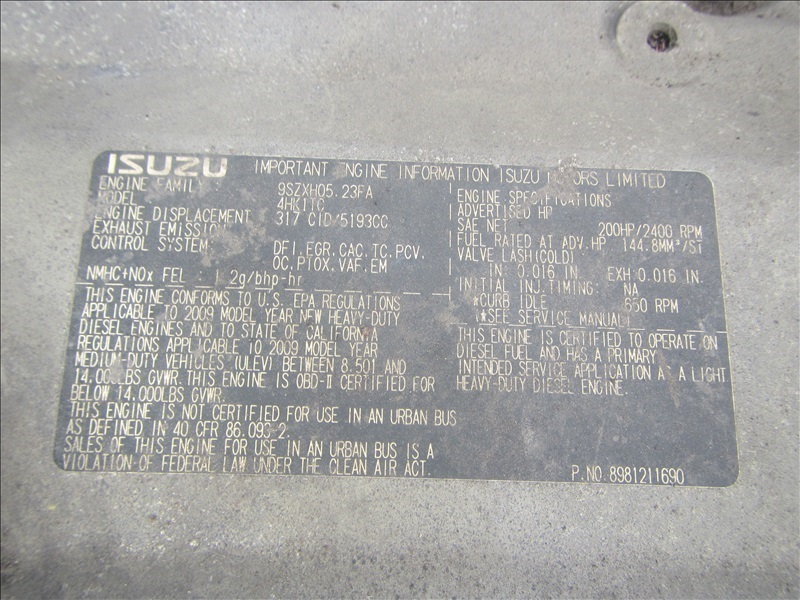 ISUZU IMPORTANT ENGINE INFORMATION ISUZU MOTORS LIMITED
ENGINE FAMILY 9SZXH05.23FA
MODEL 4HK1TC
ENGINE DISPLACEMENT 317 CID/5193CC
EXHAUST EMISSION
CONTROL SYSTEM: DFI,EGR,CAC,TC,PCV,
OC,PTOX,VAF,EM
NMHC+NOx FEL : 1.2g/bhp-hr
THIS ENGINE CONFORMS TO U.S. EPA REGULATIONS
APPLICABLE TO 2009 MODEL YEAR NEW HEAVY-DUTY
DIESEL ENGINES AND TO STATE OF CALIFORNIA
REGULATIONS APPLICABLE TO 2009 MODEL YEAR
MEDIUM-DUTY VEHICLES (ULEV) BETWEEN 8,501 AND
14,000LBS GVWR. THIS ENGINE IS OBD-II CERTIFIED FOR
BELOW 14,000LBS GVWR.
THIS ENGINE IS NOT CERTIFIED FOR USE IN AN URBAN BUS
AS DEFINED IN 40 CFR 86.093-2.
SALES OF THIS ENGINE FOR USE IN AN URBAN BUS IS A
VIOLATION OF FEDERAL LAW UNDER THE CLEAN AIR ACT.
ENGINE SPECIFICATIONS
ADVERTISED HP
SAE NET 200HP/2400 RPM
FUEL RATED AT ADV.HP 144.8MM³/ST
VALVE LASH(COLD)
IN: 0.016 IN. EXH:0.016 IN.
INITIAL INJ.TIMING: NA
*CURB IDLE 650 RPM
(*SEE SERVICE MANUAL)
THIS ENGINE IS CERTIFIED TO OPERATE ON
DIESEL FUEL AND HAS A PRIMARY
INTENDED SERVICE APPLICATION AS A LIGHT
HEAVY-DUTY DIESEL ENGINE.
P.NO.8981211690